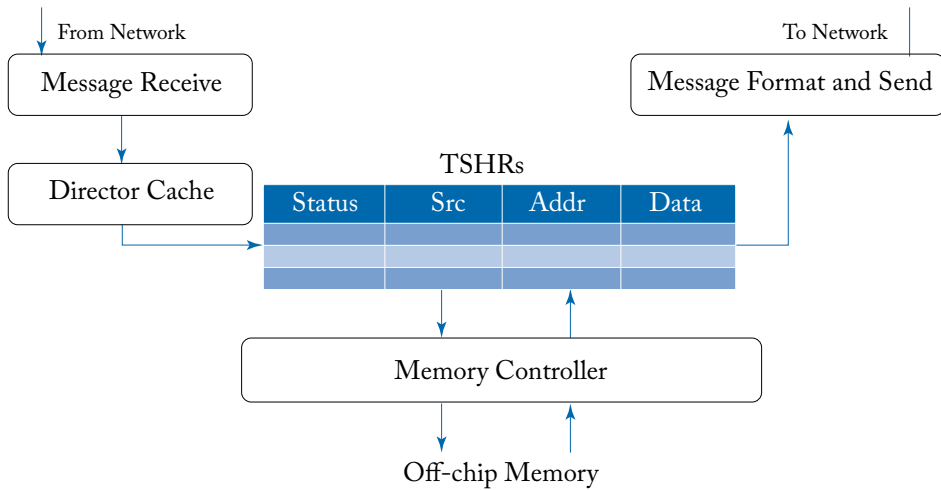 From Network
To Network
Message Receive
Message Format and Send
TSHRs
Director Cache
Status Src Addr Data
Memory Controller
Off-chip Memory